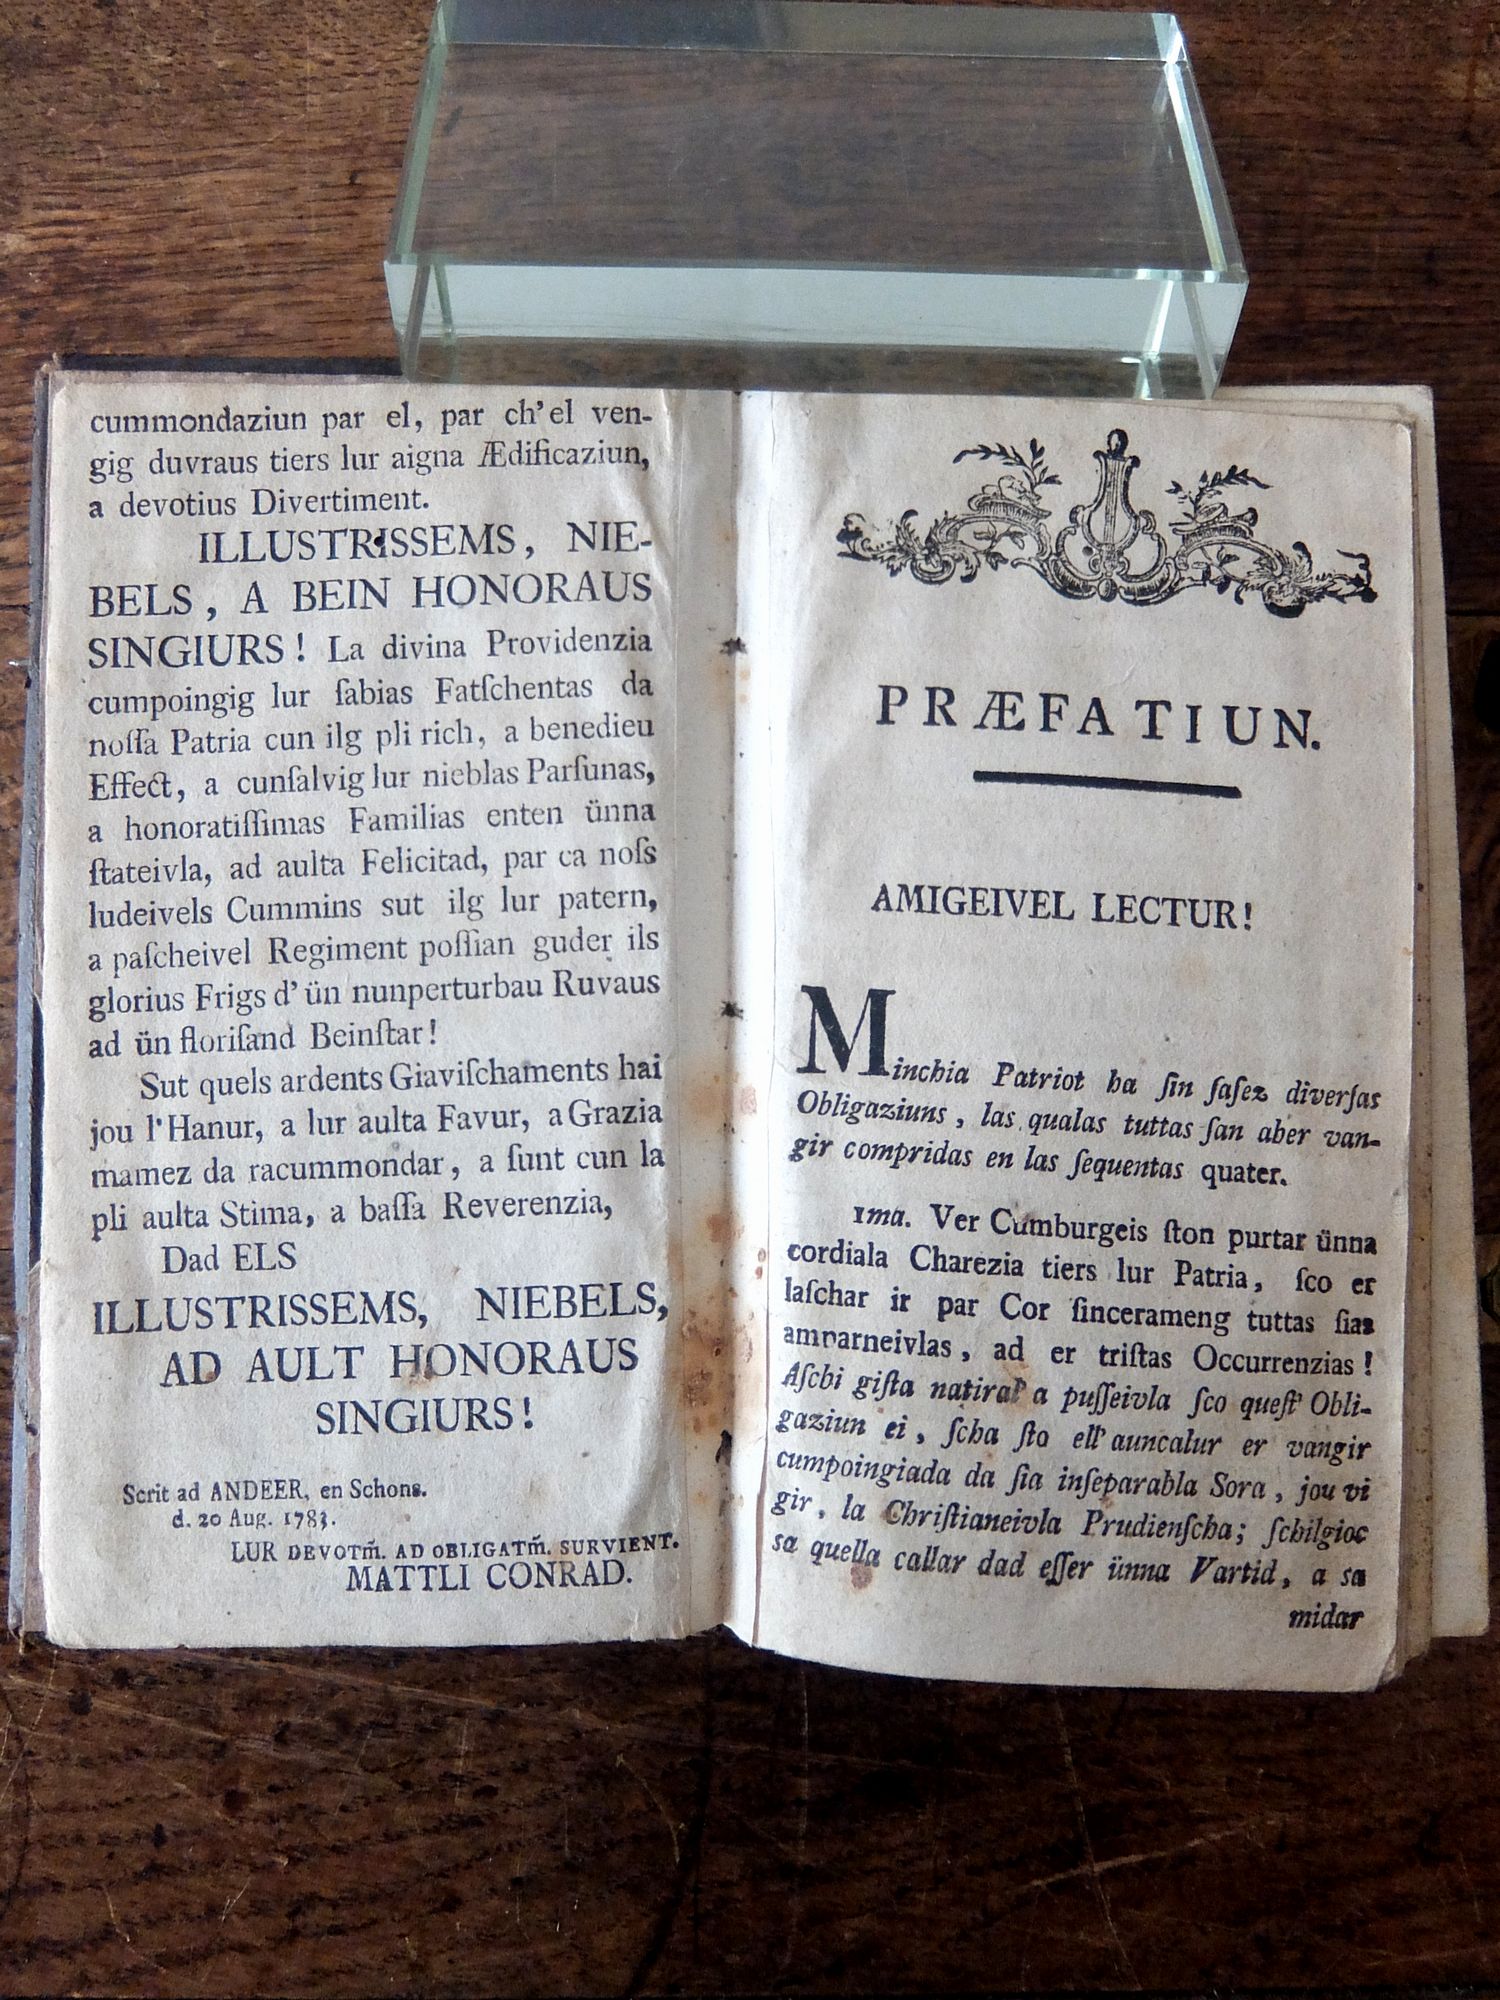 cummondaziun par el, par ch'el ven-
gig duvraus tiers lur aigna Ædificaziun,
a devotius Divertiment.
ILLUSTRISSEMS, NIE-
BELS, A BEIN HONORAUS
SINGIURS! La divina Providenzia
cumpoingig lur ſabias Fatſchentas da
noſſa Patria cun ilg pli rich, a benedieu
Effect, a cunſalvig lur nieblas Parſunas,
a honoratiſſimas Familias enten ünna
ſtateivla, ad aulta Felicitad, par ca noſs
ludeivels Cummins sut ilg lur patern,
a paſcheivel Regiment poſſian guder ils
glorius Frigs d'ün nunperturbau Ruvaus
ad ün floriſand Beinſtar!
Sut quels ardents Giaviſchaments hai
jou l'Hanur, a lur aulta Favur, a Grazia
mamez da racummondar, a ſunt cun la
pli aulta Stima, a baſſa Reverenzia,
Dad ELS
ILLUSTRISSEMS, NIEBELS,
AD AULT HONORAUS
SINGIURS!
Scrit ad ANDEER, en Schons.
d. 20 Aug. 1783.
LUR DEVOTm̃. AD OBLIGATm̃. SURVIENT.
MATTLI CONRAD.
PRÆFATIUN.
AMIGEIVEL LECTUR!
Minchia Patriot ha ſin ſaſez diverſas
Obligaziuns, las qualas tuttas ſan aber van-
gir compridas en las ſequentas quater.
1ma. Ver Cumburgeis ſton purtar ünna
cordiala Charezia tiers lur Patria, ſco er
laſchar ir par Cor ſincerameng tuttas ſias
amparneivlas, ad er triſtas Occurrenzias!
Aſchi giſta natiral a puſſeivla ſco queſt' Obli-
gaziun ei, ſcha ſto ell' auncalur er vangir
cumpoingiada da ſia inſeparabla Sora, jou vi
gir, la Chriſtianeivla Prudienſcha; ſchilgioc
sa quella callar dad eſſer ünna Vartid, a sa
midar